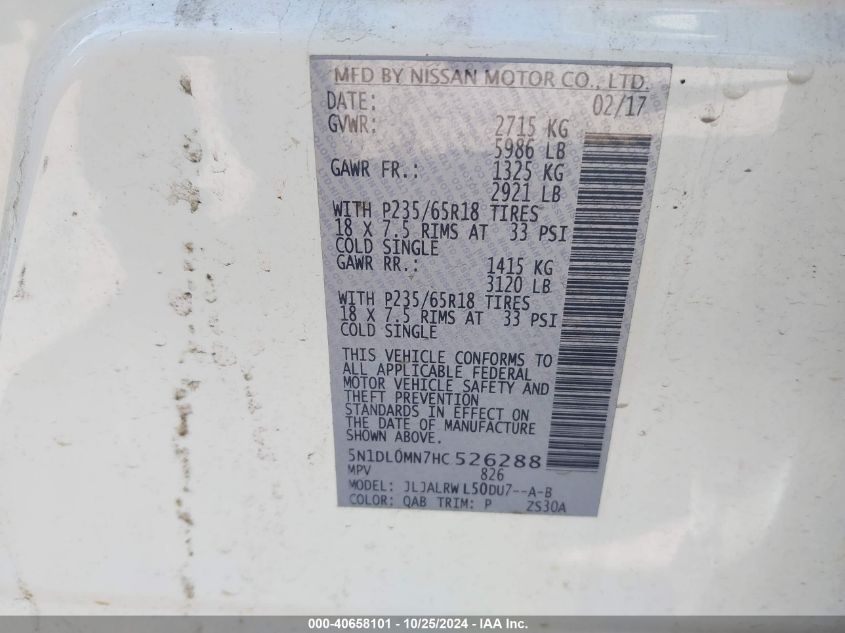 MFD BY NISSAN MOTOR CO., LTD.
DATE: 02/17
GVWR: 2715 KG
5986 LB
GAWR FR.: 1325 KG
2921 LB
WITH P235/65R18 TIRES
18 X 7.5 RIMS AT 33 PSI
COLD SINGLE
GAWR RR.: 1415 KG
3120 LB
WITH P235/65R18 TIRES
18 X 7.5 RIMS AT 33 PSI
COLD SINGLE
THIS VEHICLE CONFORMS TO
ALL APPLICABLE FEDERAL
MOTOR VEHICLE SAFETY AND
THEFT PREVENTION
STANDARDS IN EFFECT ON
THE DATE OF MANUFACTURE
SHOWN ABOVE.
5N1DL0MN7HC526288
MPV 826
MODEL: JLJALRWL50DU7--A-B
COLOR: QAB TRIM: P ZS30A
000-40658101 / 10/25/2024 / IAA Inc.